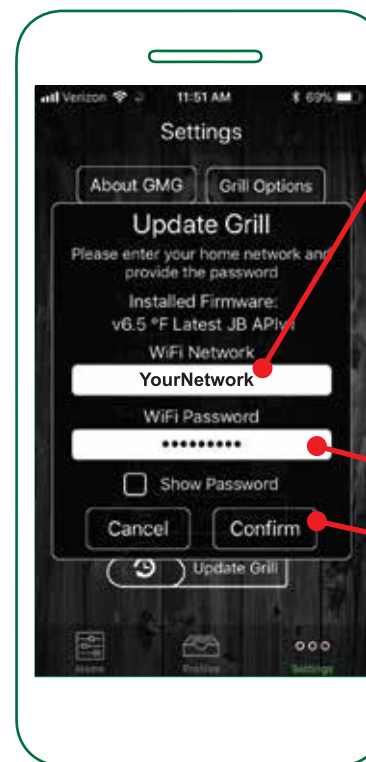 Verizon 11:51 AM 69%
Settings
About GMG Grill Options
Update Grill
Please enter your home network and
provide the password
Installed Firmware:
v6.5 °F Latest JB APIv1
WiFi Network
YourNetwork
WiFi Password
•••••••••
Show Password
Cancel Confirm
Update Grill
Home Profiles Settings